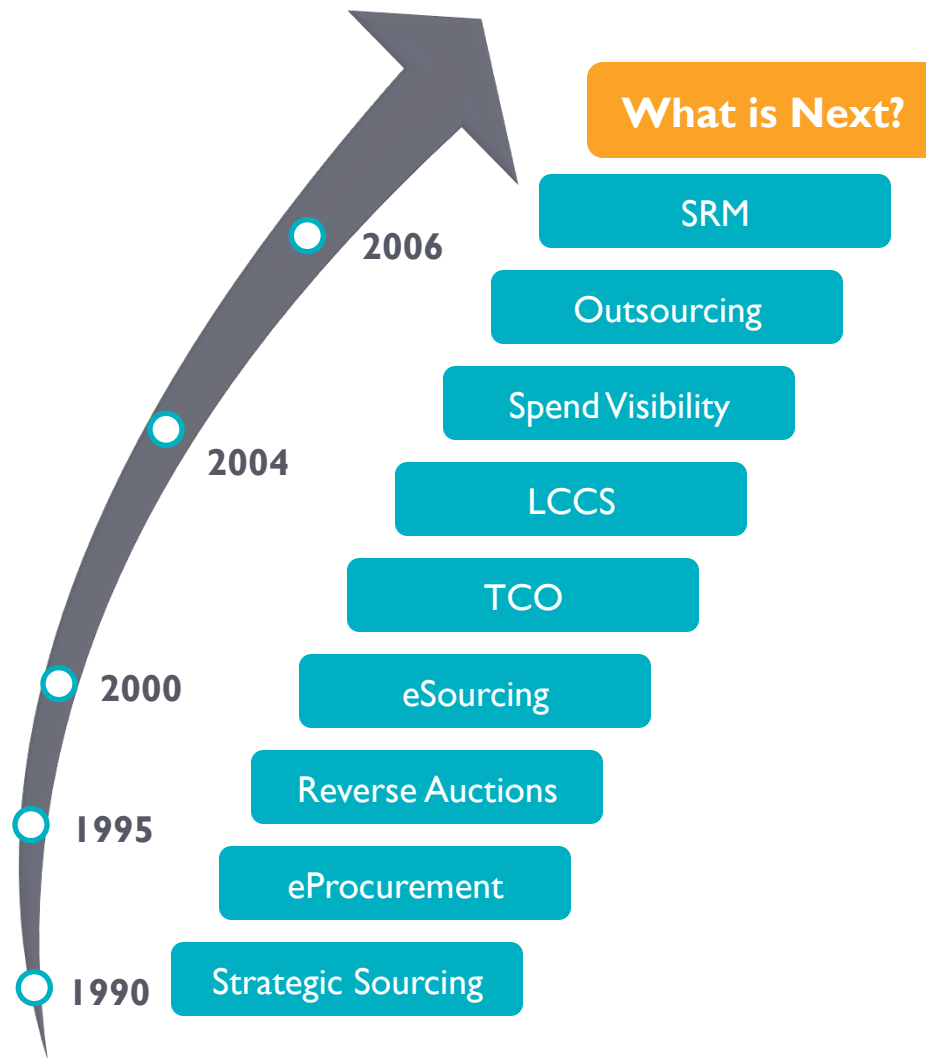 What is Next?
SRM
2006
Outsourcing
Spend Visibility
2004
LCCS
TCO
2000
eSourcing
Reverse Auctions
1995
eProcurement
1990
Strategic Sourcing